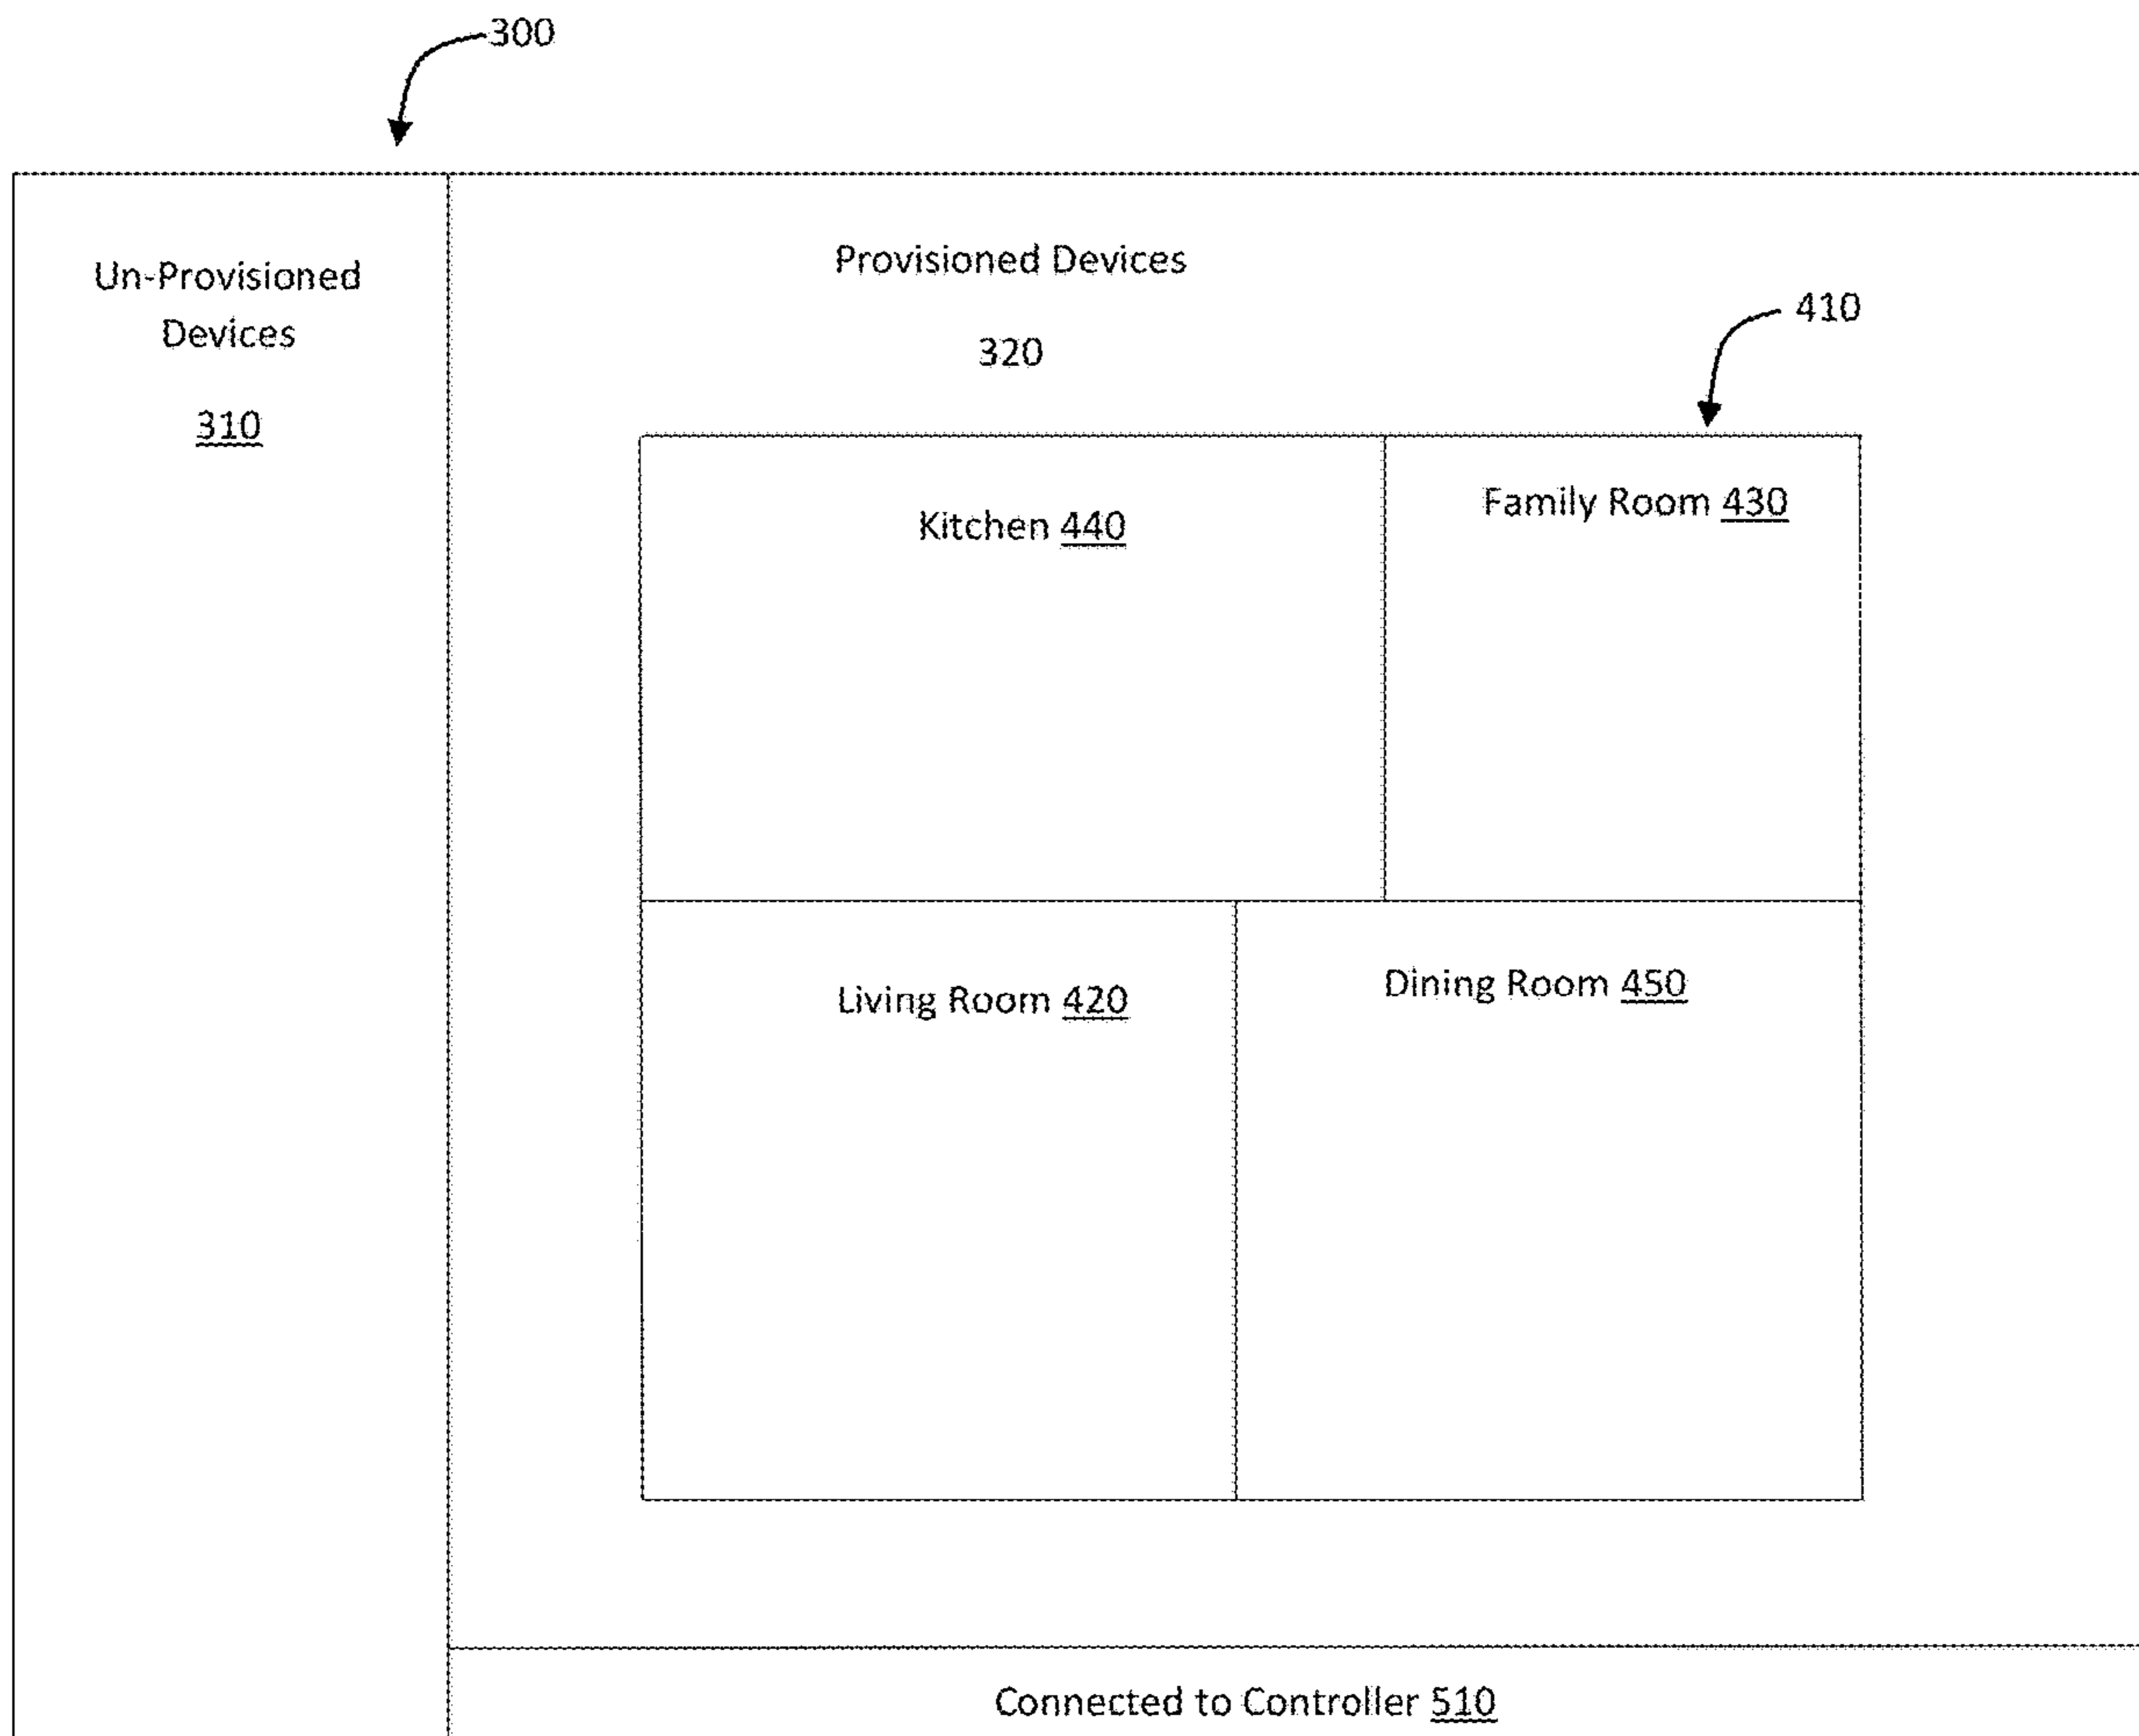 300
Un-Provisioned
Devices
310
Provisioned Devices
320
410
Kitchen 440
Family Room 430
Living Room 420
Dining Room 450
Connected to Controller 510